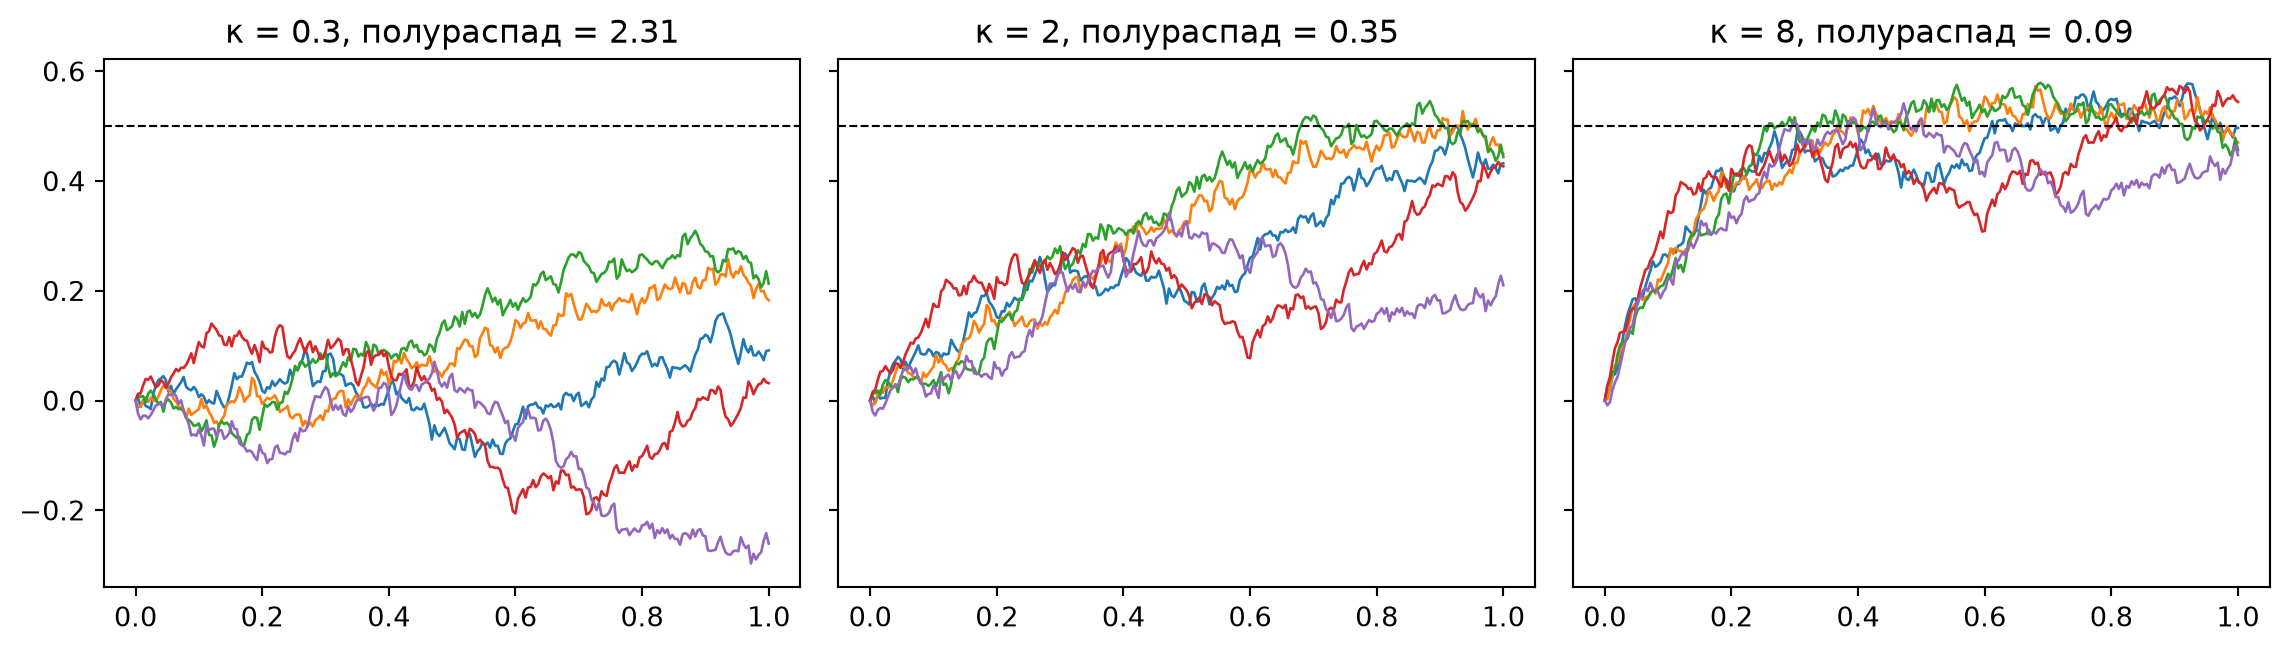 к = 0.3, полураспад = 2.31
к = 2, полураспад = 0.35
к = 8, полураспад = 0.09
0.6
0.4
0.2
0.0
−0.2
0.0 0.2 0.4 0.6 0.8 1.0
0.0 0.2 0.4 0.6 0.8 1.0
0.0 0.2 0.4 0.6 0.8 1.0